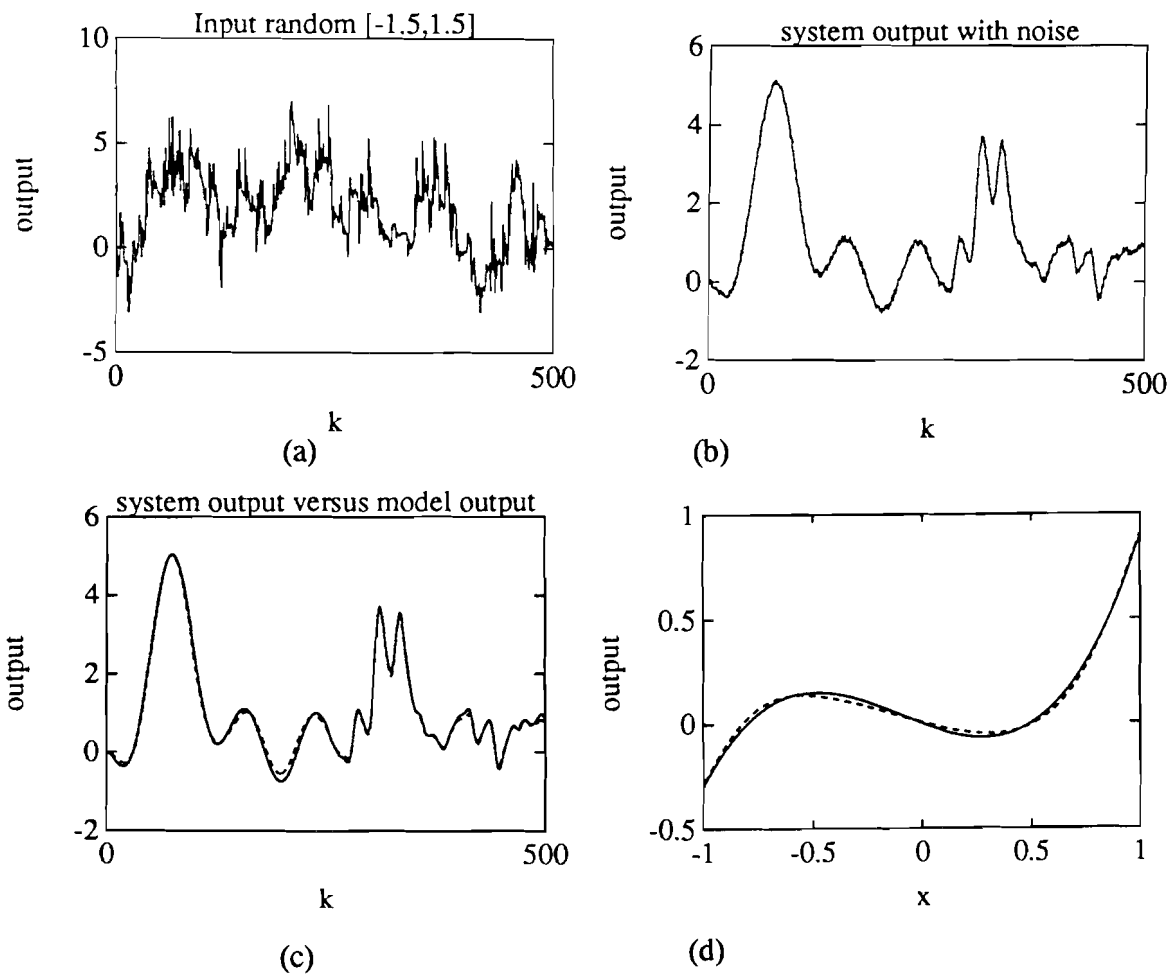 Input random [-1.5,1.5]
10
5
0
-5
output
0
500
k
(a)
system output with noise
6
4
2
0
-2
output
0
500
k
(b)
system output versus model output
6
4
2
0
-2
output
0
500
k
(c)
1
0.5
0
-0.5
output
-1
-0.5
0
0.5
1
x
(d)